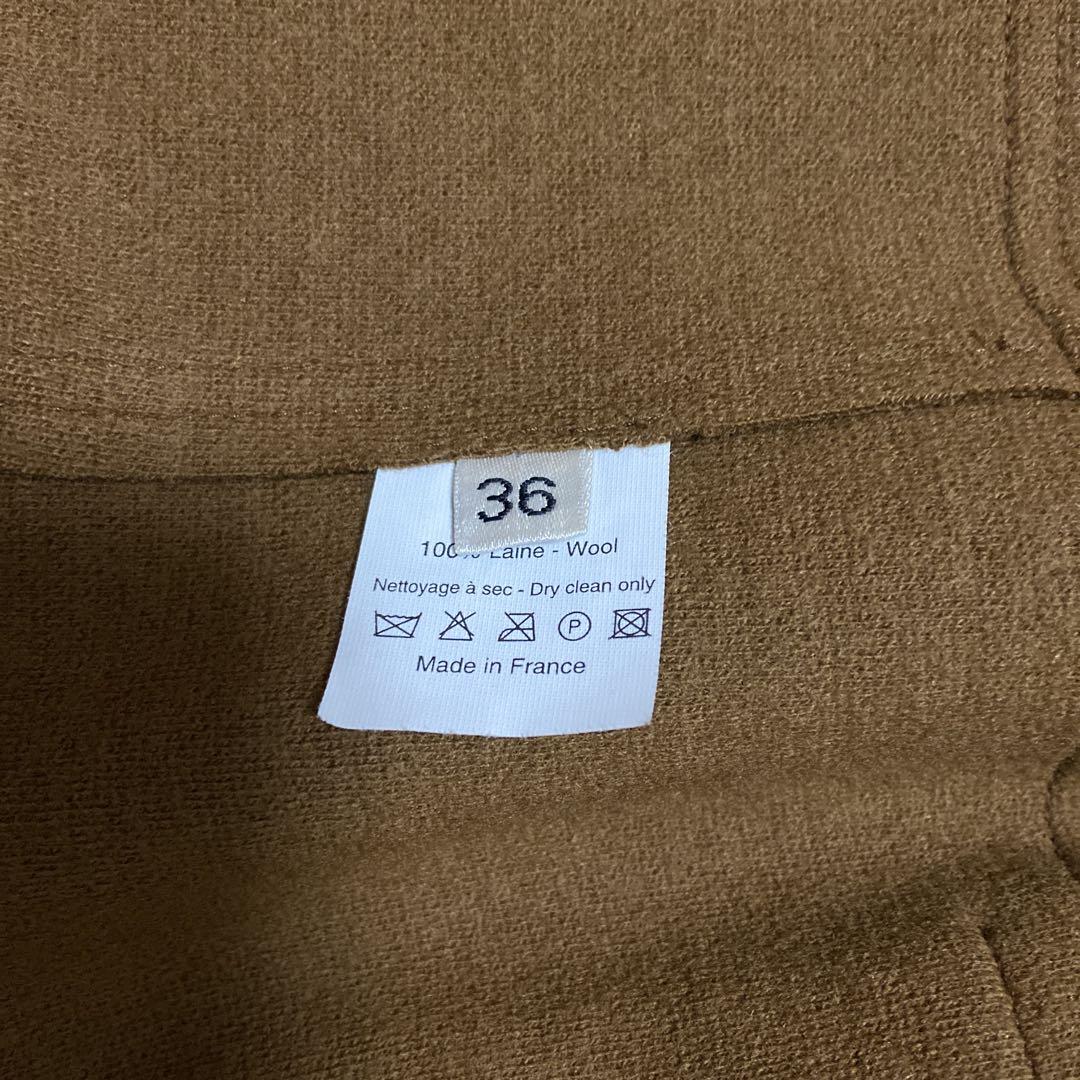 36
100% Laine - Wool
Nettoyage à sec - Dry clean only
P
Made in France